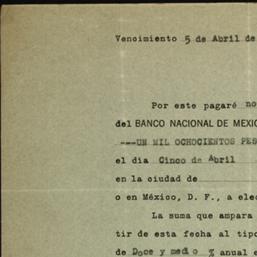 Vencimiento 5 de Abril de
Por este pagaré no
del BANCO NACIONAL DE MEXIC
---UN MIL OCHOCIENTOS PES
el día Cinco de Abril
en la ciudad de
o en México, D. F., a elec
La suma que ampara
tir de esta fecha al tipo
de Doce y medio % anual e